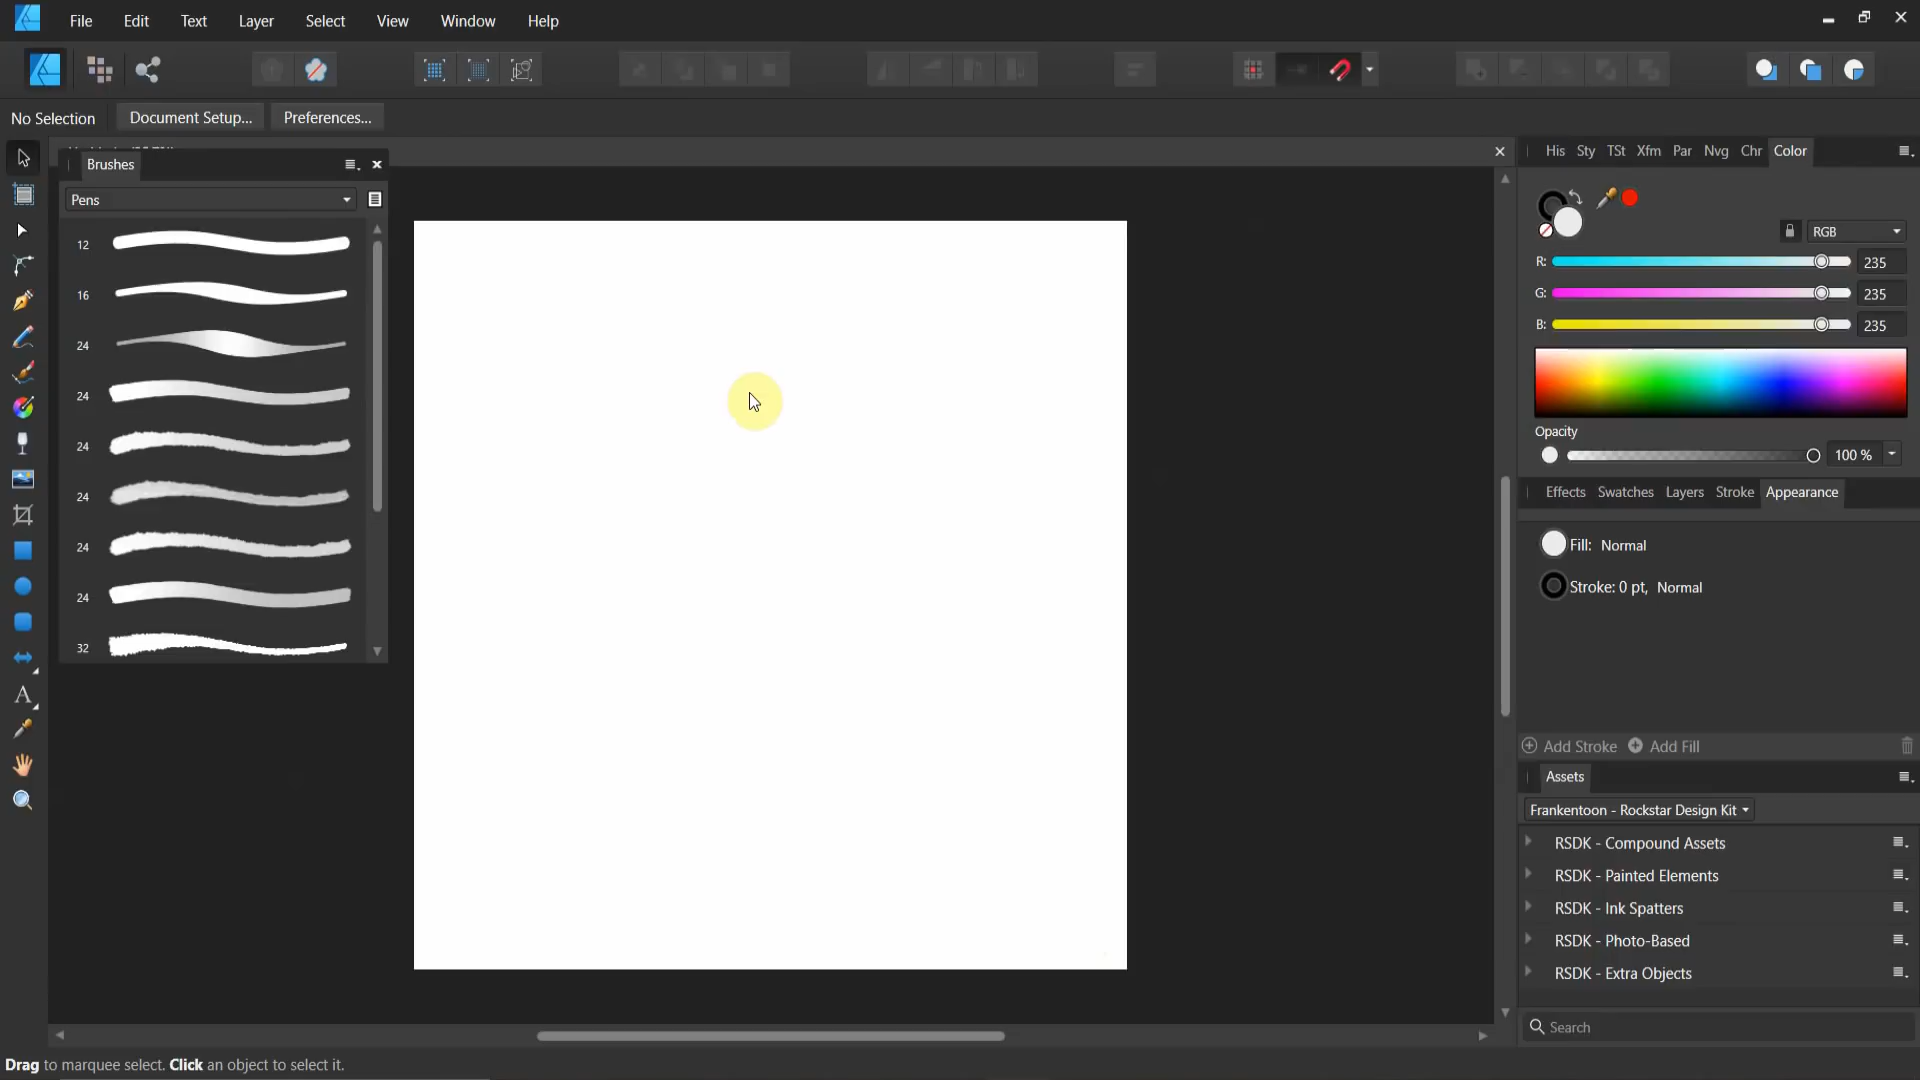 File Edit Text Layer Select View Window Help
No Selection Document Setup... Preferences...
Brushes
Pens
12
16
24
24
24
24
24
24
32
His Sty TSt Xfm Par Nvg Chr Color
RGB
R: 235
G: 235
B: 235
Opacity
100 %
Effects Swatches Layers Stroke Appearance
Fill: Normal
Stroke: 0 pt, Normal
Add Stroke Add Fill
Assets
Frankentoon - Rockstar Design Kit
RSDK - Compound Assets
RSDK - Painted Elements
RSDK - Ink Spatters
RSDK - Photo-Based
RSDK - Extra Objects
Search
Drag to marquee select. Click an object to select it.